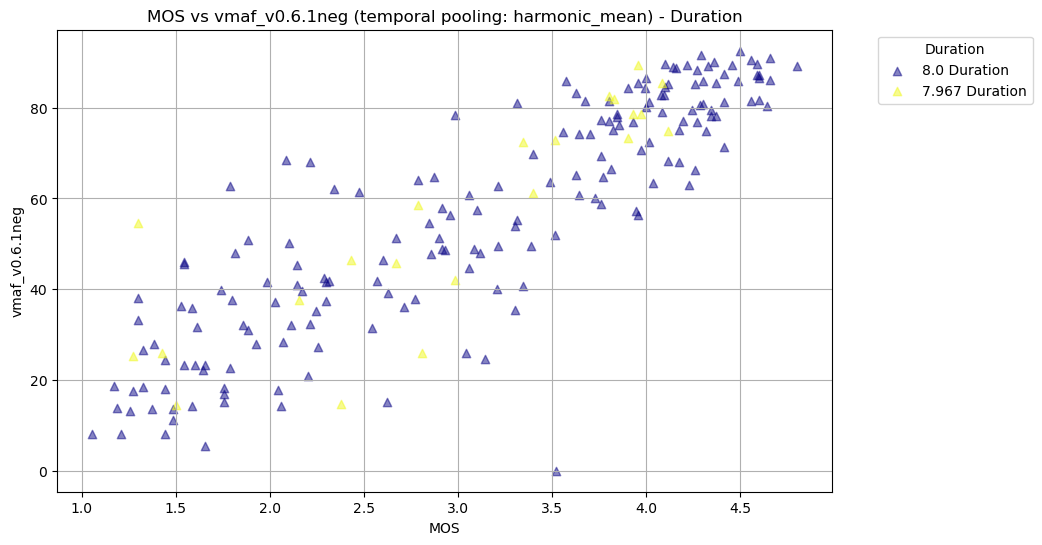 MOS vs vmaf_v0.6.1neg (temporal pooling: harmonic_mean) - Duration
Duration
8.0 Duration
7.967 Duration
vmaf_v0.6.1neg
80
60
40
20
0
1.0 1.5 2.0 2.5 3.0 3.5 4.0 4.5
MOS